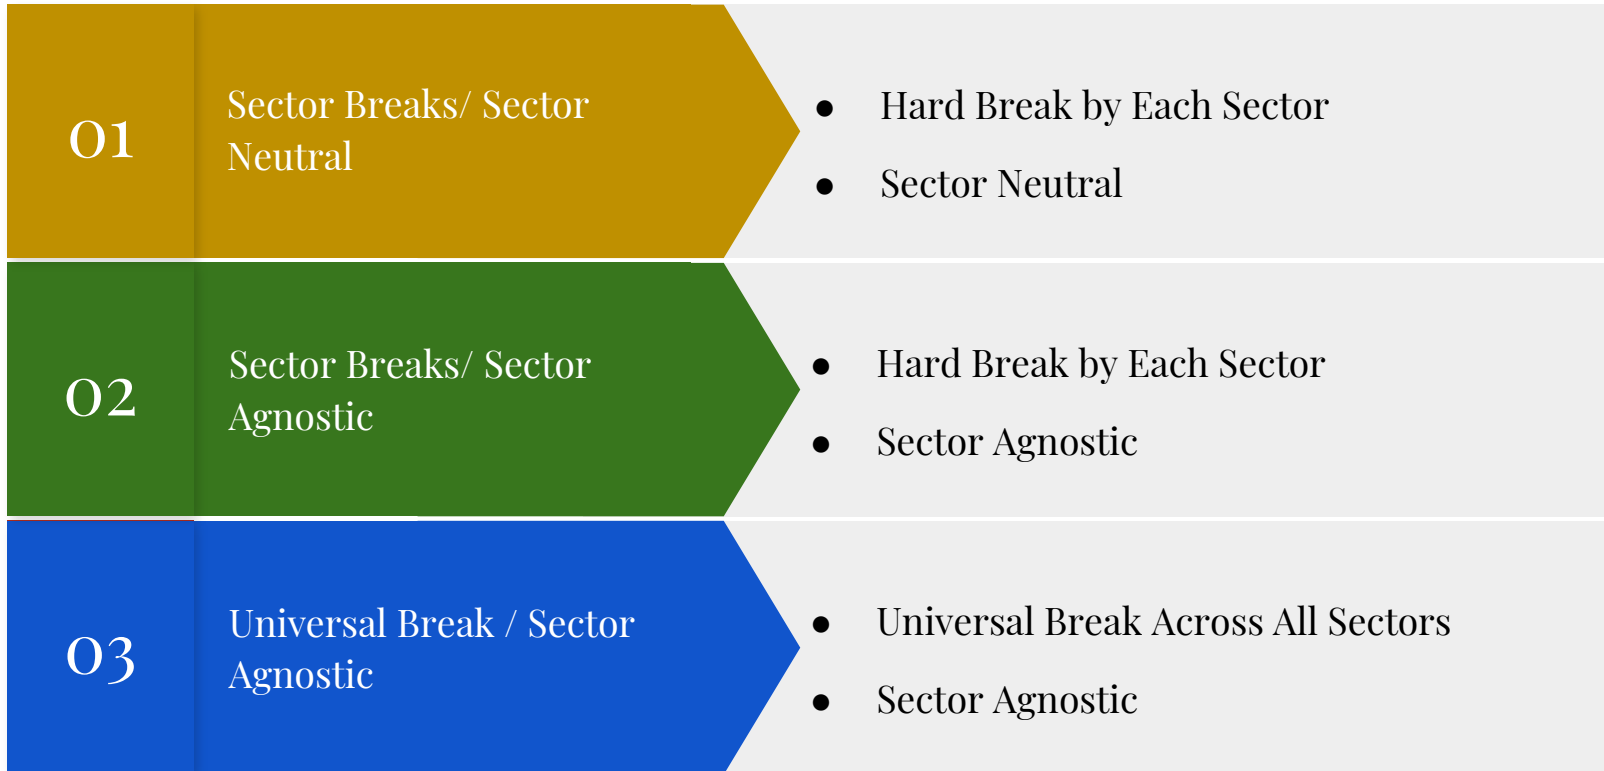 01
Sector Breaks/ Sector
Neutral
● Hard Break by Each Sector
● Sector Neutral
02
Sector Breaks/ Sector
Agnostic
● Hard Break by Each Sector
● Sector Agnostic
03
Universal Break / Sector
Agnostic
● Universal Break Across All Sectors
● Sector Agnostic